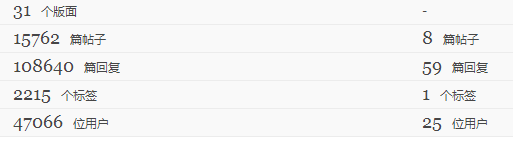 31 个版面 -
15762 篇帖子 8 篇帖子
108640 篇回复 59 篇回复
2215 个标签 1 个标签
47066 位用户 25 位用户